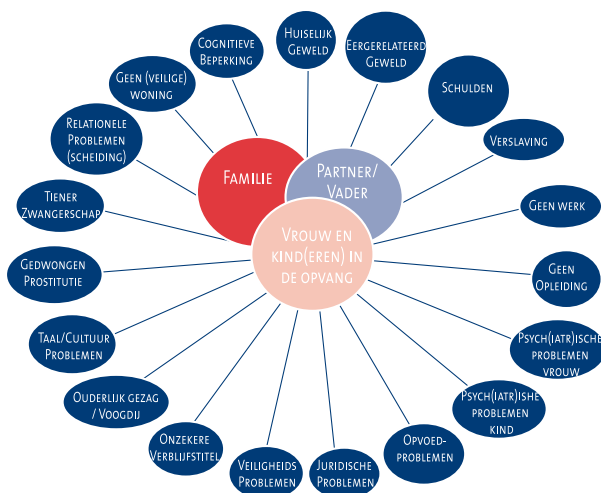 Huiselijk
Geweld
Eergerelateerd
Geweld
Schulden
Verslaving
Geen werk
Geen
Opleiding
Psych(iatr)ische
problemen
vrouw
Psych(iatr)ishe
problemen
kind
Opvoed-
problemen
Juridische
Problemen
Veiligheids
Problemen
Onzekere
Verblijfstitel
Ouderlijk gezag
/ Voogdij
Taal/Cultuur
Problemen
Gedwongen
Prostitutie
Tiener
Zwangerschap
Relationele
Problemen
(scheiding)
Geen (veilige)
woning
Cognitieve
Beperking
Familie
Partner/
Vader
Vrouw en
kind(eren) in
de opvang